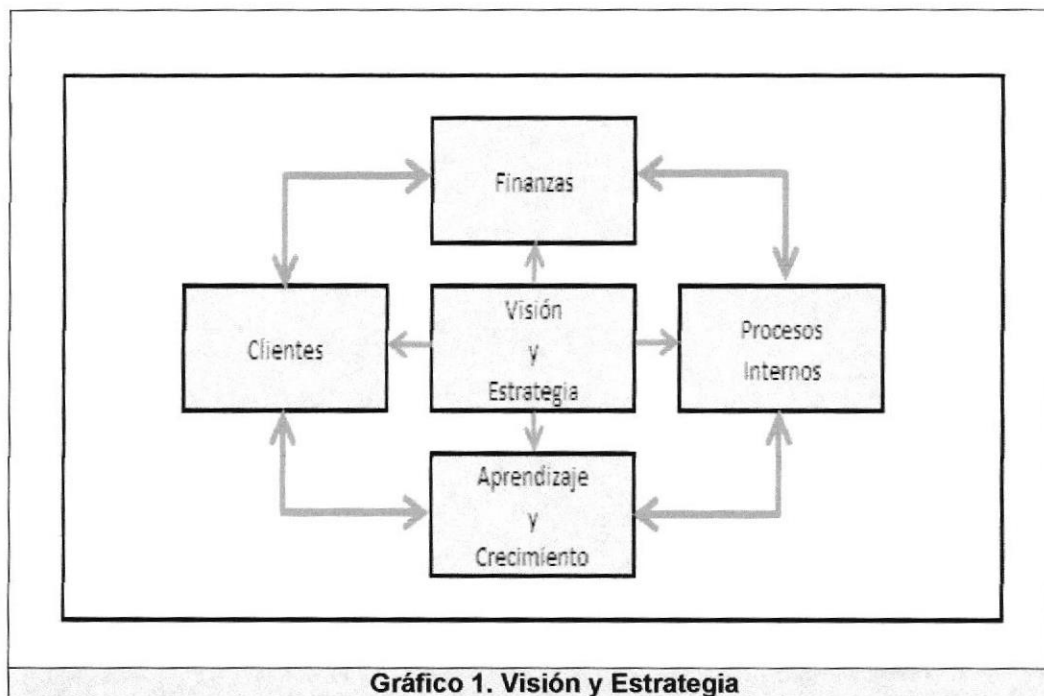 Finanzas
Clientes
Visión
y
Estrategia
Procesos
Internos
Aprendizaje
y
Crecimiento
Gráfico 1. Visión y Estrategia